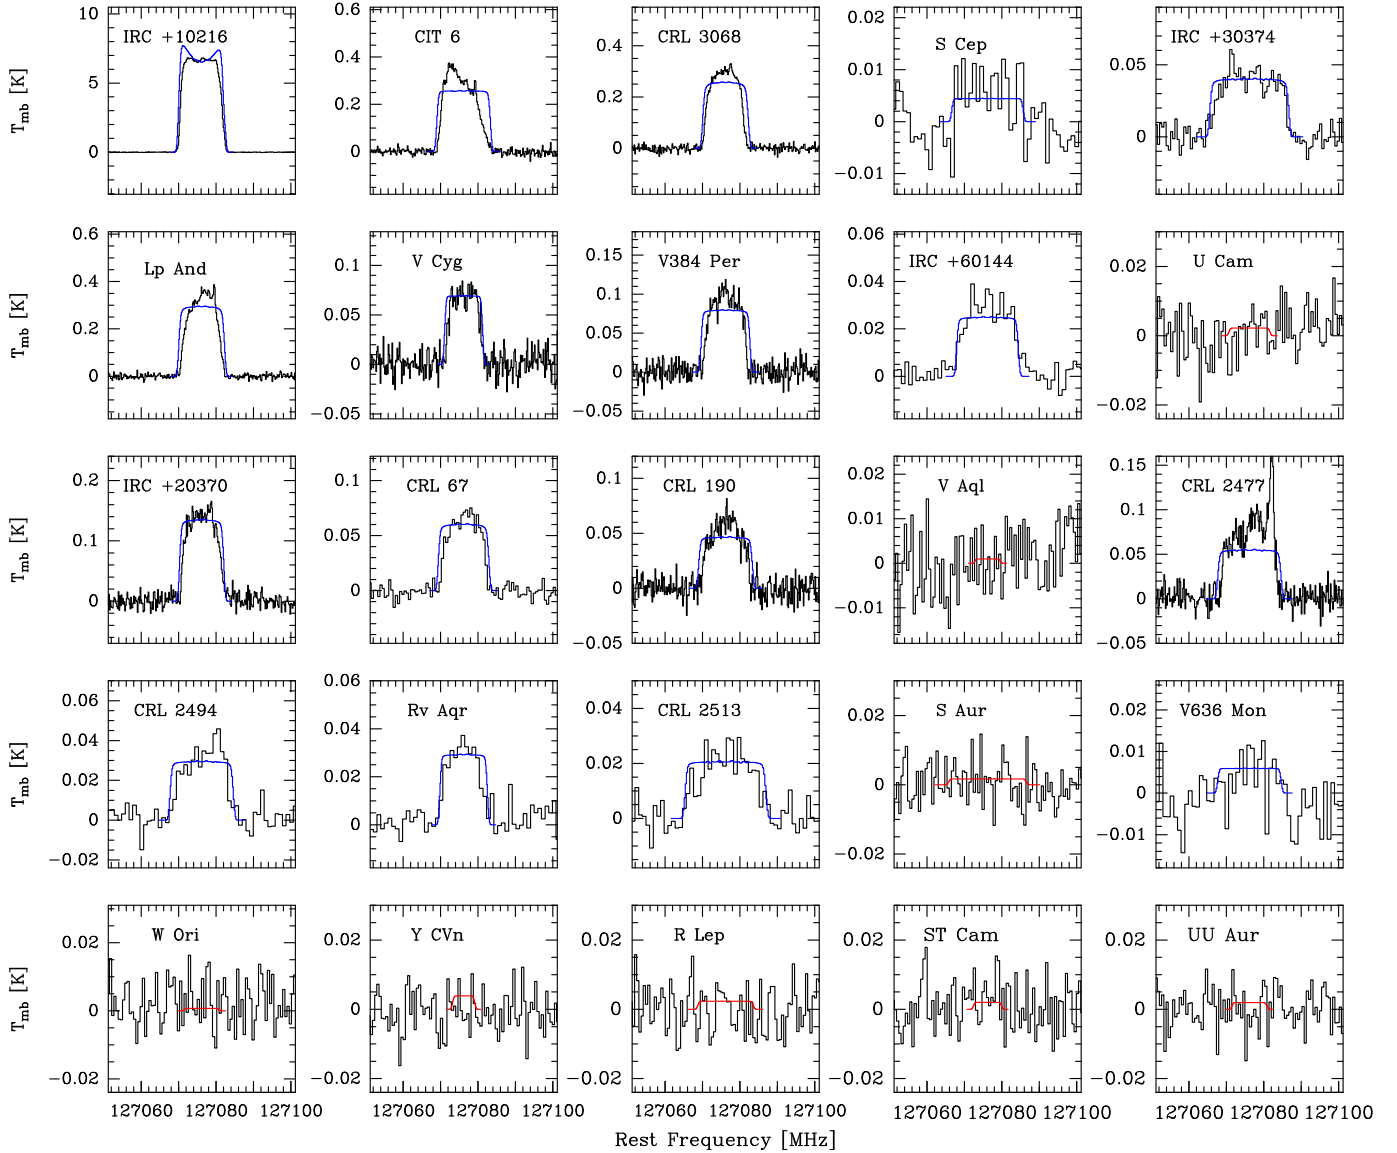 IRC +10216
CIT 6
CRL 3068
S Cep
IRC +30374
T_mb [K]
10
5
0
0.6
0.4
0.2
0
0.4
0.2
0
0.02
0.01
0
−0.01
0.05
0
Lp And
V Cyg
V384 Per
IRC +60144
U Cam
T_mb [K]
0.6
0.4
0.2
0
0.1
0.05
0
−0.05
0.15
0.1
0.05
0
−0.05
0.06
0.04
0.02
0
0.02
0
−0.02
IRC +20370
CRL 67
CRL 190
V Aql
CRL 2477
T_mb [K]
0.2
0.1
0
0.1
0.05
0
0.1
0.05
0
−0.05
0.02
0.01
0
−0.01
0.15
0.1
0.05
0
−0.05
CRL 2494
Rv Aqr
CRL 2513
S Aur
V636 Mon
T_mb [K]
0.06
0.04
0.02
0
−0.02
0.06
0.04
0.02
0
0.04
0.02
0
0.02
0
−0.02
0.02
0.01
0
−0.01
W Ori
Y CVn
R Lep
ST Cam
UU Aur
T_mb [K]
0.02
0
−0.02
0.02
0
−0.02
0.02
0
−0.02
0.02
0
−0.02
0.02
0
−0.02
127060 127080 127100 127060 127080 127100 127060 127080 127100 127060 127080 127100 127060 127080 127100
Rest Frequency [MHz]